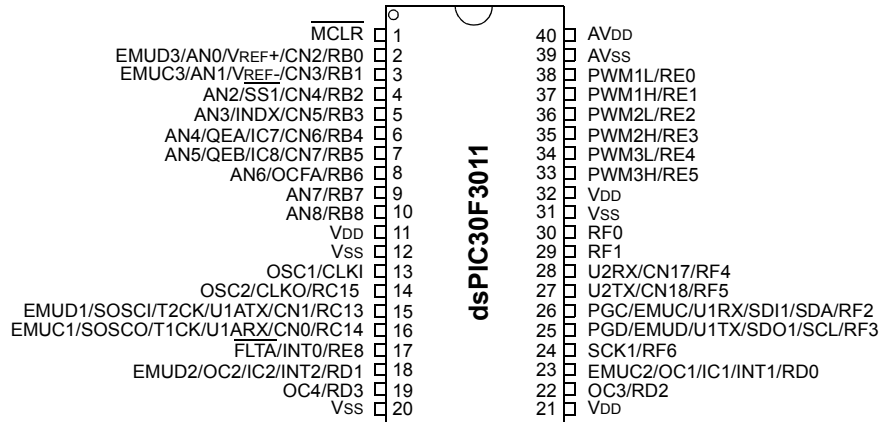 MCLR 1 40 AVDD
EMUD3/AN0/VREF+/CN2/RB0 2 39 AVSS
EMUC3/AN1/VREF-/CN3/RB1 3 38 PWM1L/RE0
AN2/SS1/CN4/RB2 4 37 PWM1H/RE1
AN3/INDX/CN5/RB3 5 36 PWM2L/RE2
AN4/QEA/IC7/CN6/RB4 6 35 PWM2H/RE3
AN5/QEB/IC8/CN7/RB5 7 34 PWM3L/RE4
AN6/OCFA/RB6 8 33 PWM3H/RE5
AN7/RB7 9 32 VDD
AN8/RB8 10 31 VSS
VDD 11 30 RF0
VSS 12 29 RF1
OSC1/CLKI 13 28 U2RX/CN17/RF4
OSC2/CLKO/RC15 14 27 U2TX/CN18/RF5
EMUD1/SOSCI/T2CK/U1ATX/CN1/RC13 15 26 PGC/EMUC/U1RX/SDI1/SDA/RF2
EMUC1/SOSCO/T1CK/U1ARX/CN0/RC14 16 25 PGD/EMUD/U1TX/SDO1/SCL/RF3
FLTA/INT0/RE8 17 24 SCK1/RF6
EMUD2/OC2/IC2/INT2/RD1 18 23 EMUC2/OC1/IC1/INT1/RD0
OC4/RD3 19 22 OC3/RD2
VSS 20 21 VDD
dsPIC30F3011